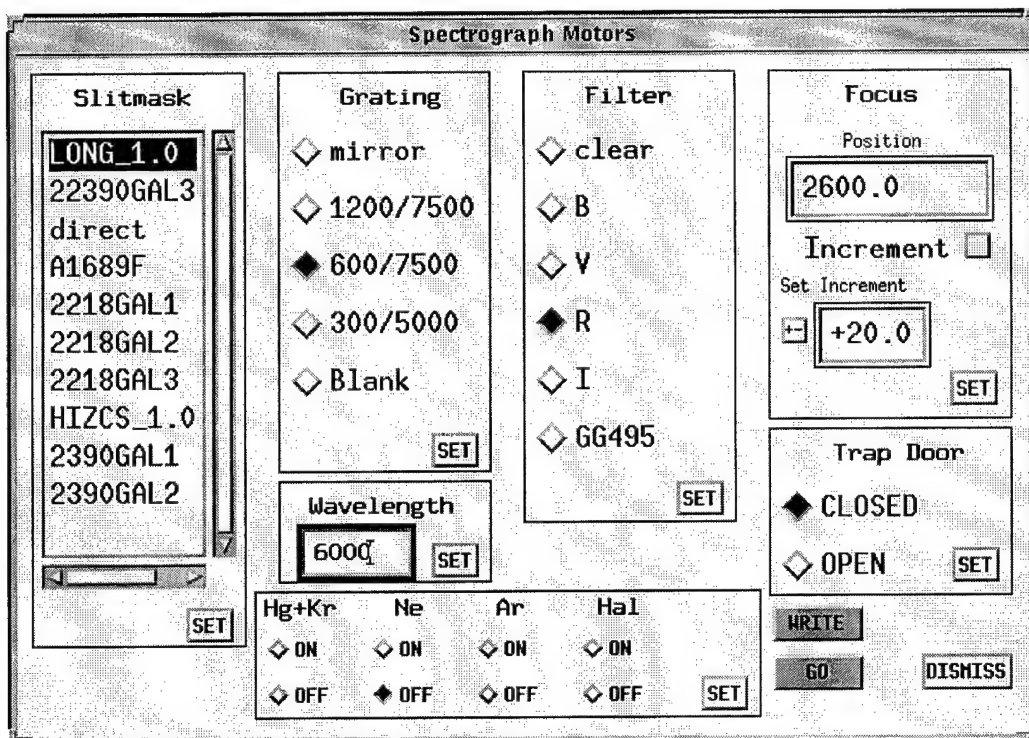 Spectrograph Motors
Slitmask
LONG_1.0
22390GAL3
direct
A1689F
2218GAL1
2218GAL2
2218GAL3
HIZCS_1.0
2390GAL1
2390GAL2
SET
Grating
mirror
1200/7500
600/7500
300/5000
Blank
SET
Wavelength
6000
SET
Filter
clear
B
V
R
I
GG495
SET
Focus
Position
2600.0
Increment
Set Increment
+- +20.0
SET
Trap Door
CLOSED
OPEN SET
Hg+Kr Ne Ar Hal
ON ON ON ON
OFF OFF OFF OFF SET
WRITE
GO DISMISS